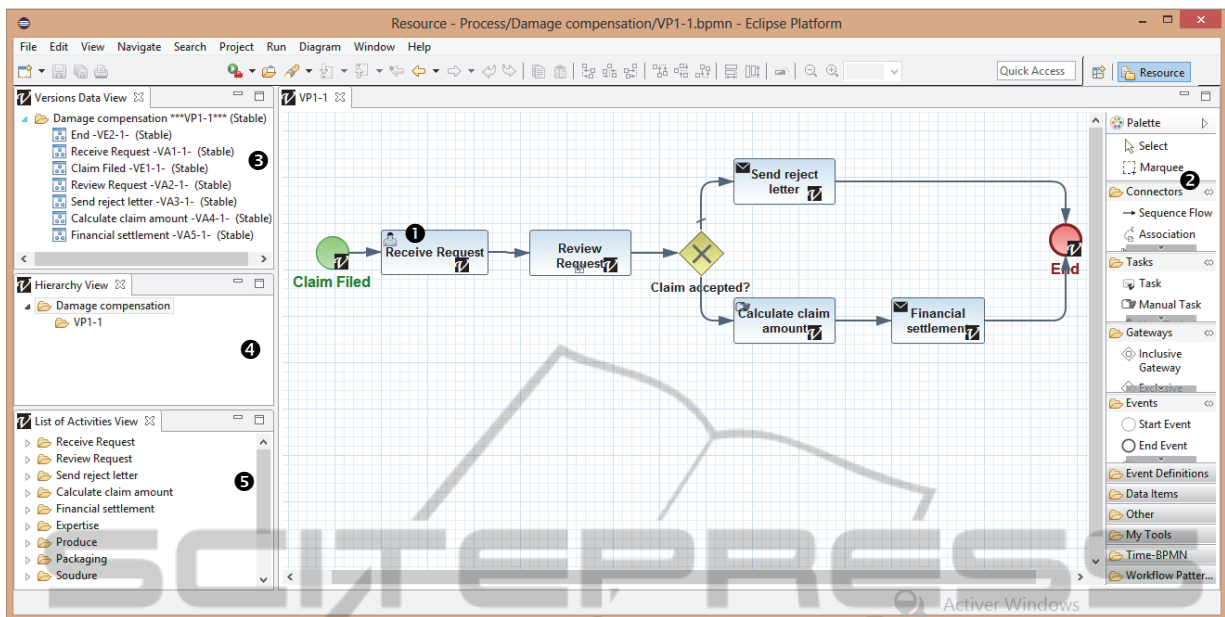 Resource - Process/Damage compensation/VP1-1.bpmn - Eclipse Platform
File Edit View Navigate Search Project Run Diagram Window Help
Quick Access
Resource
Versions Data View
Damage compensation ***VP1-1*** (Stable)
End -VE2-1- (Stable)
Receive Request -VA1-1- (Stable)
Claim Filed -VE1-1- (Stable)
Review Request -VA2-1- (Stable)
Send reject letter -VA3-1- (Stable)
Calculate claim amount -VA4-1- (Stable)
Financial settlement -VA5-1- (Stable)
❸
Hierarchy View
Damage compensation
VP1-1
❹
List of Activities View
Receive Request
Review Request
Send reject letter
Calculate claim amount
Financial settlement
Expertise
Produce
Packaging
Soudure
❺
VP1-1
Claim Filed
❶
Receive Request
Review
Request
Claim accepted?
Send reject
letter
Calculate claim
amount
Financial
settlement
End
Palette
Select
Marquee
❷
Connectors
Sequence Flow
Association
Tasks
Task
Manual Task
Gateways
Inclusive
Gateway
Exclusive
Events
Start Event
End Event
Event Definitions
Data Items
Other
My Tools
Time-BPMN
Workflow Patter...
SCITEPRESS
Activer Windows